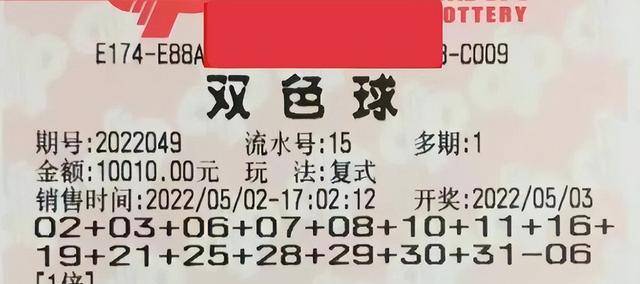 LOTTERY
E174-E88A 8-C009
双色球
期号:2022049 流水号:15 多期:1
金额:10010.00元 玩 法:复式
销售时间:2022/05/02-17:02:12 开奖:2022/05/03
02+03+06+07+08+10+11+16+
19+21+25+28+29+30+31-06
[1倍]